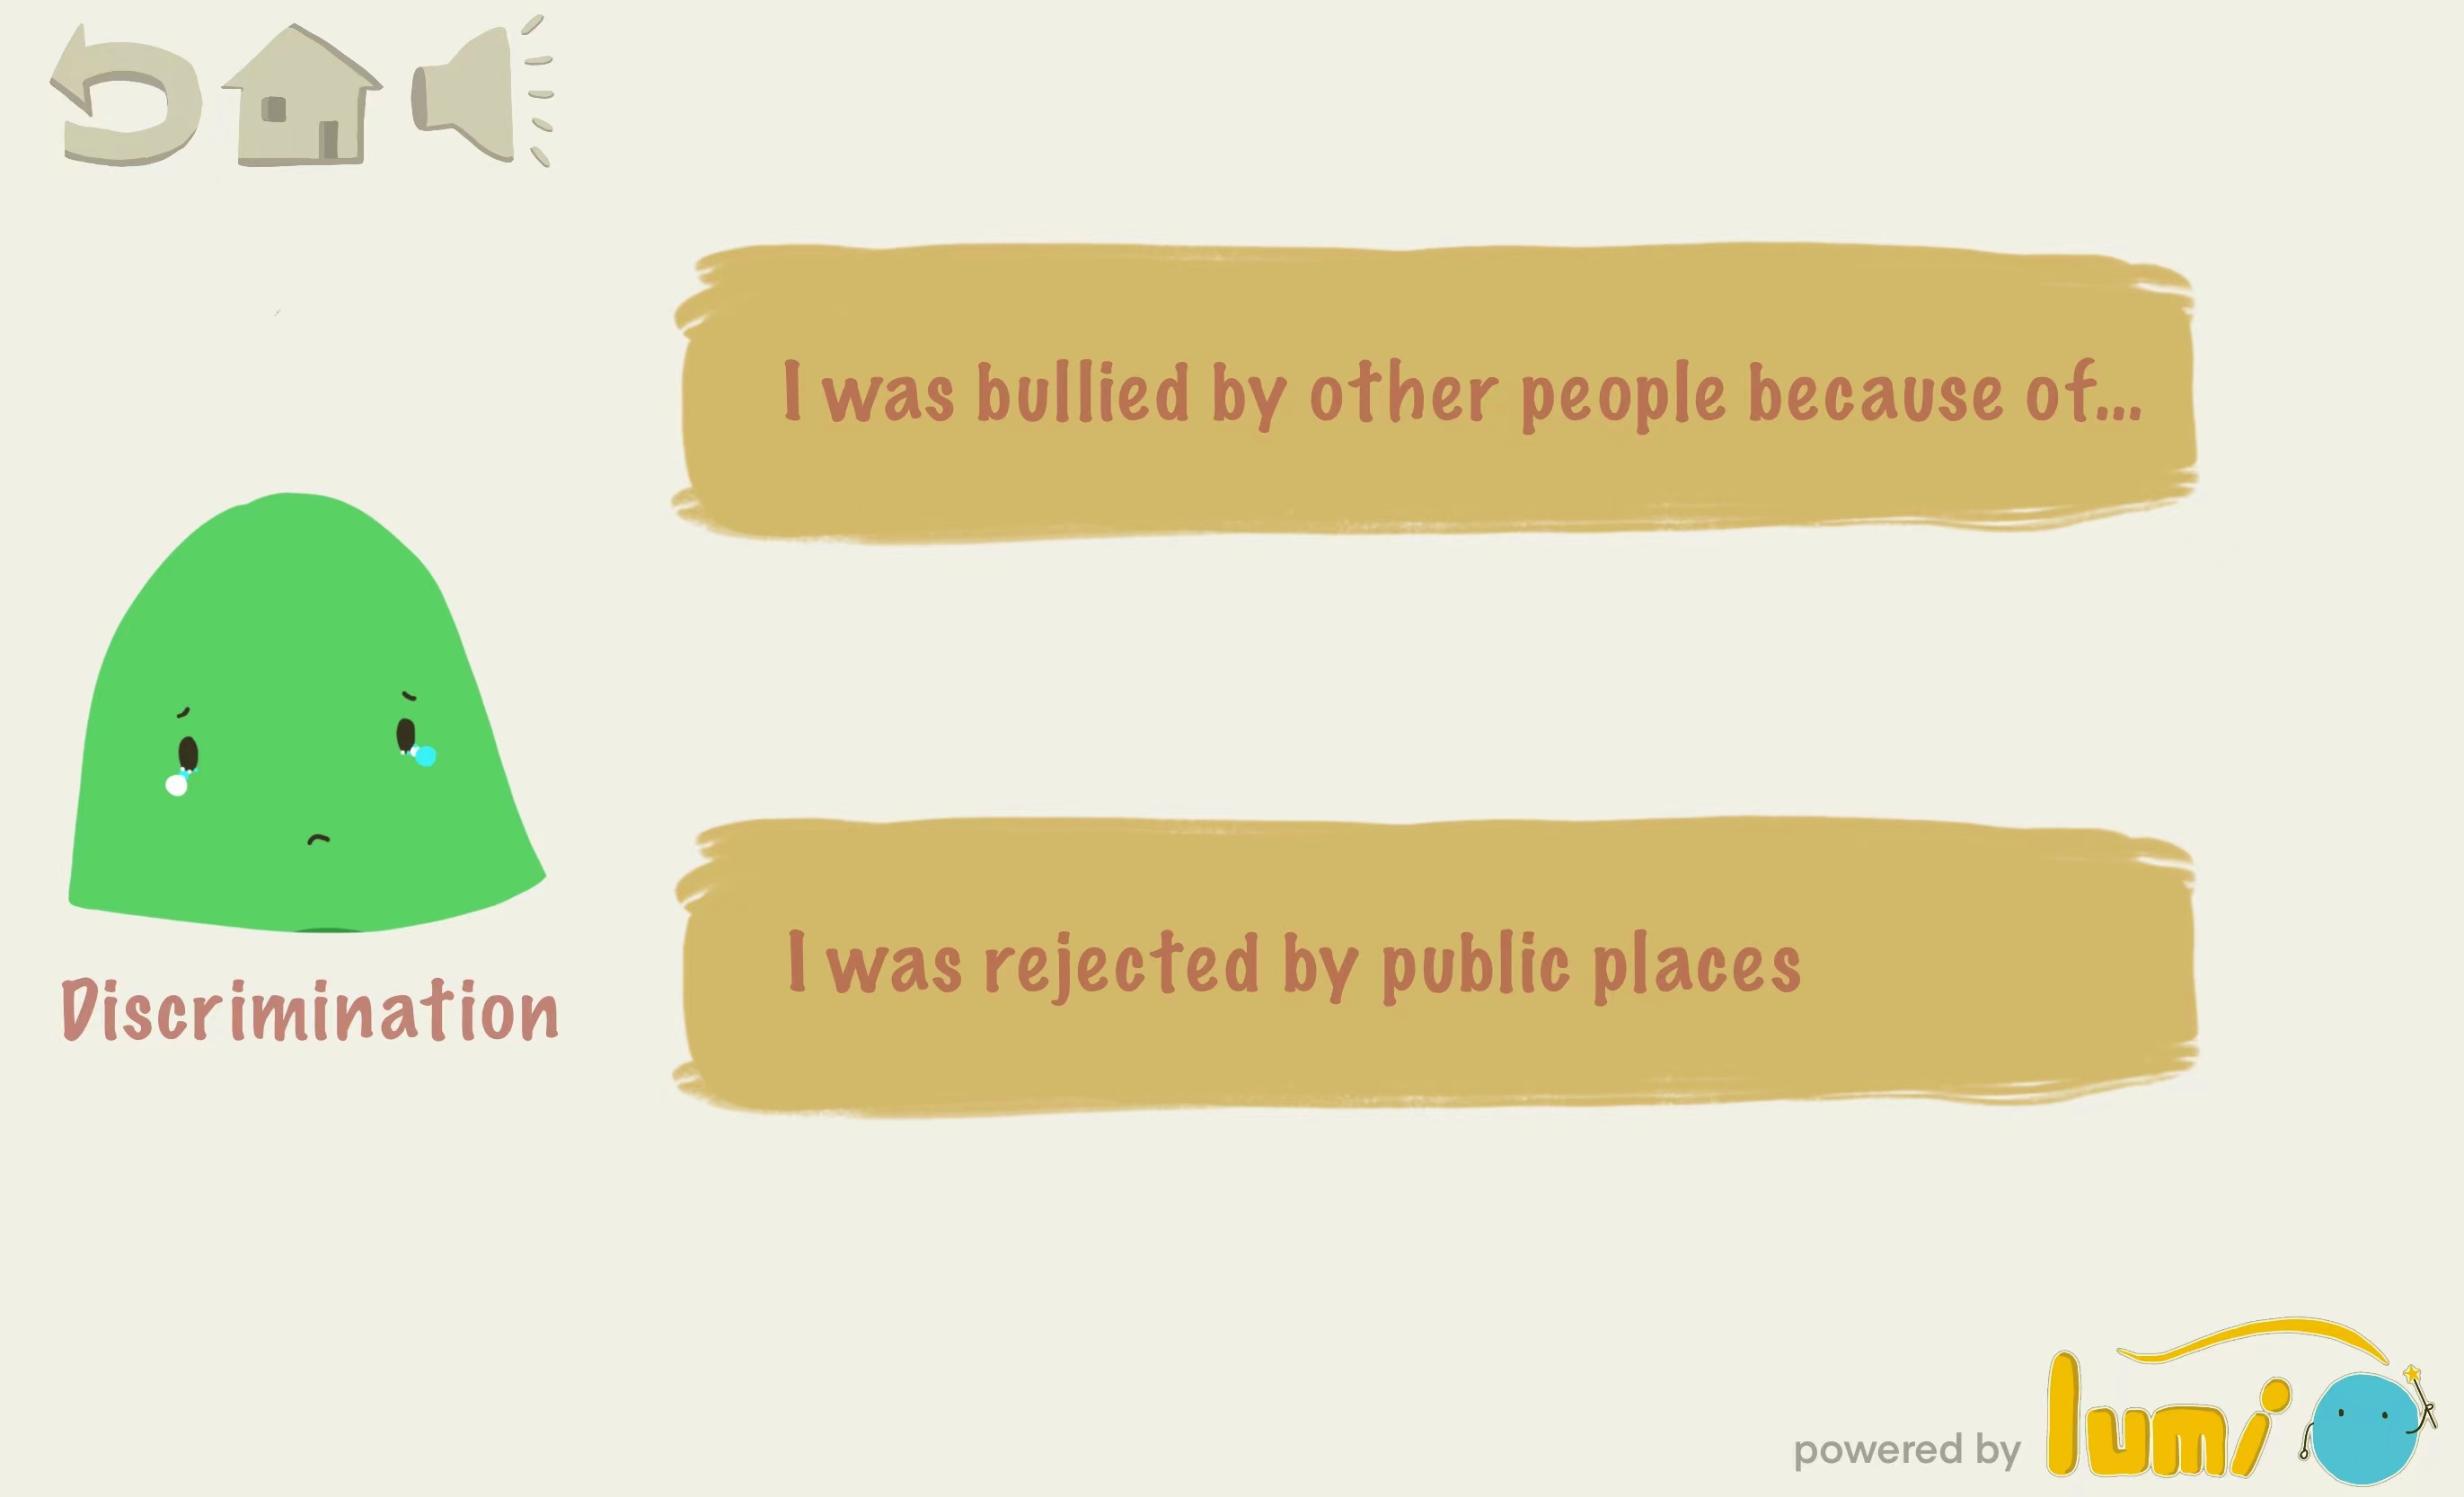 I was bullied by other people because of...
Discrimination
I was rejected by public places
powered by lumi